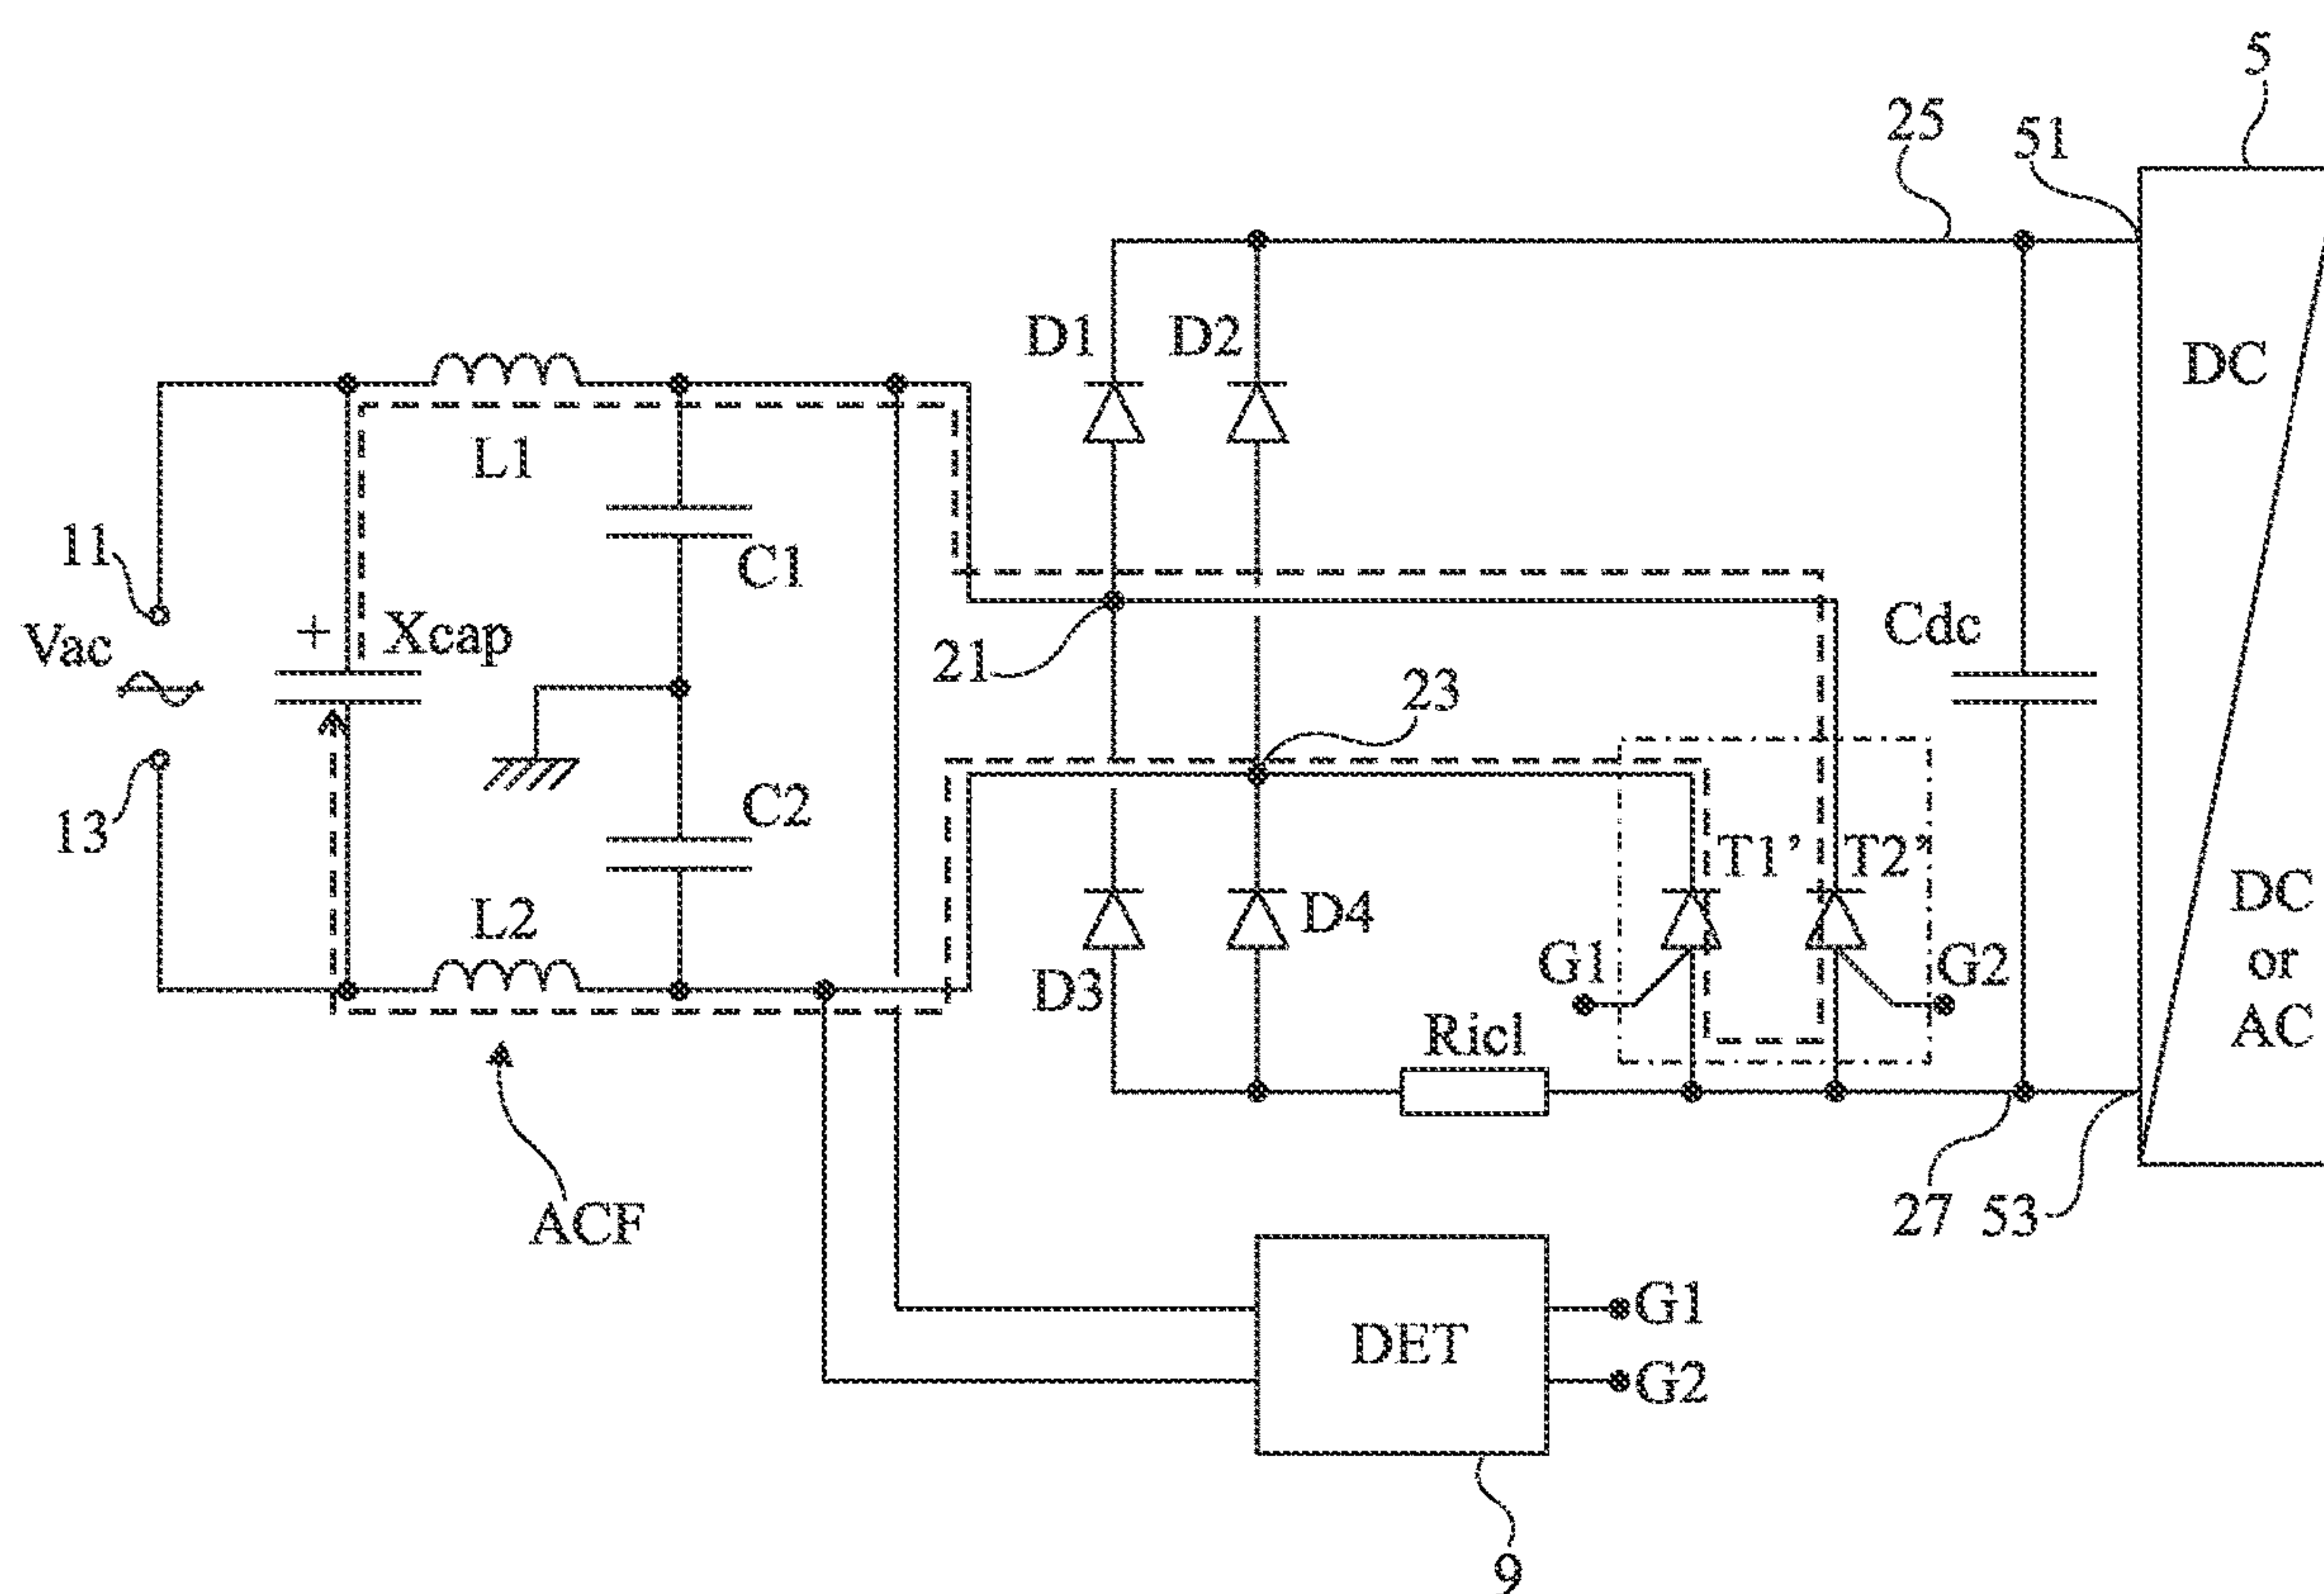 5
25
51
D1
D2
DC
L1
11
C1
Vac
+
Xcap
Cdc
21
23
13
C2
T1’
T2’
L2
D4
DC
or
AC
G1
G2
D3
Ricl
ACF
27
53
G1
DET
G2
9